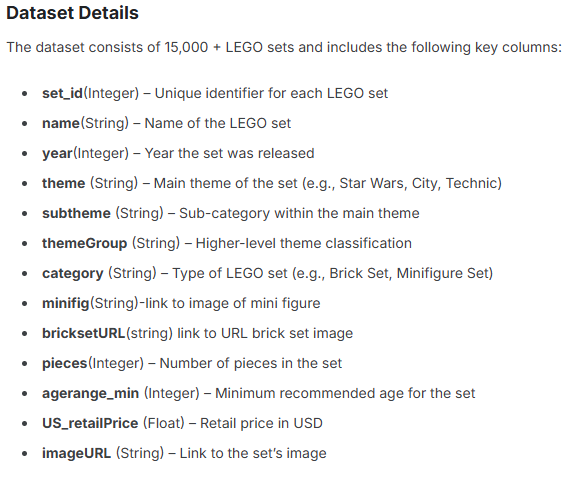 Dataset Details
The dataset consists of 15,000 + LEGO sets and includes the following key columns:
• set_id(Integer) – Unique identifier for each LEGO set
• name(String) – Name of the LEGO set
• year(Integer) – Year the set was released
• theme (String) – Main theme of the set (e.g., Star Wars, City, Technic)
• subtheme (String) – Sub-category within the main theme
• themeGroup (String) – Higher-level theme classification
• category (String) – Type of LEGO set (e.g., Brick Set, Minifigure Set)
• minifig(String)-link to image of mini figure
• bricksetURL(string) link to URL brick set image
• pieces(Integer) – Number of pieces in the set
• agerange_min (Integer) – Minimum recommended age for the set
• US_retailPrice (Float) – Retail price in USD
• imageURL (String) – Link to the set’s image